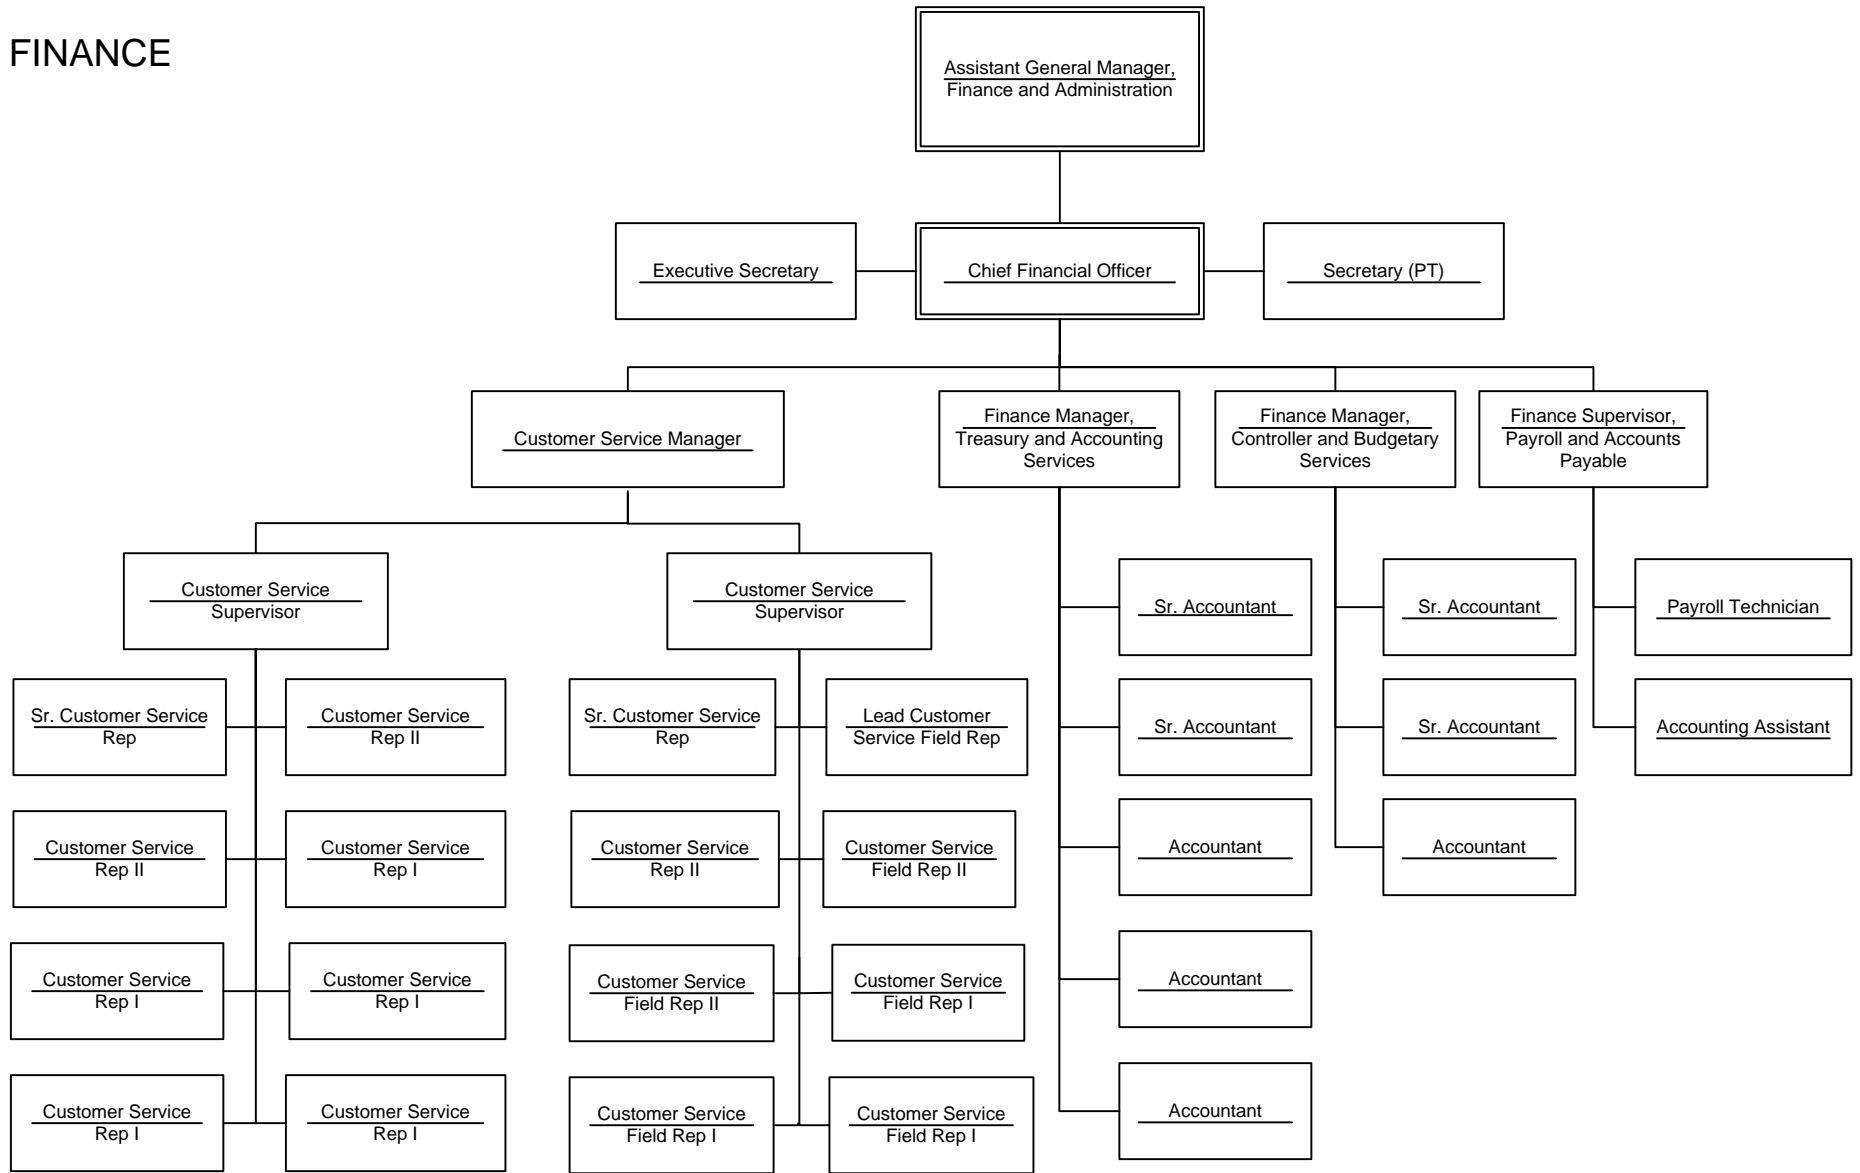 FINANCE
Assistant General Manager,
Finance and Administration
Executive Secretary
Chief Financial Officer
Secretary (PT)
Customer Service Manager
Finance Manager,
Treasury and Accounting
Services
Finance Manager,
Controller and Budgetary
Services
Finance Supervisor,
Payroll and Accounts
Payable
Customer Service
Supervisor
Customer Service
Supervisor
Sr. Accountant
Sr. Accountant
Payroll Technician
Sr. Customer Service
Rep
Customer Service
Rep II
Sr. Customer Service
Rep
Lead Customer
Service Field Rep
Sr. Accountant
Sr. Accountant
Accounting Assistant
Customer Service
Rep II
Customer Service
Rep I
Customer Service
Rep II
Customer Service
Field Rep II
Accountant
Accountant
Customer Service
Rep I
Customer Service
Rep I
Customer Service
Field Rep II
Customer Service
Field Rep I
Accountant
Customer Service
Rep I
Customer Service
Rep I
Customer Service
Field Rep I
Customer Service
Field Rep I
Accountant